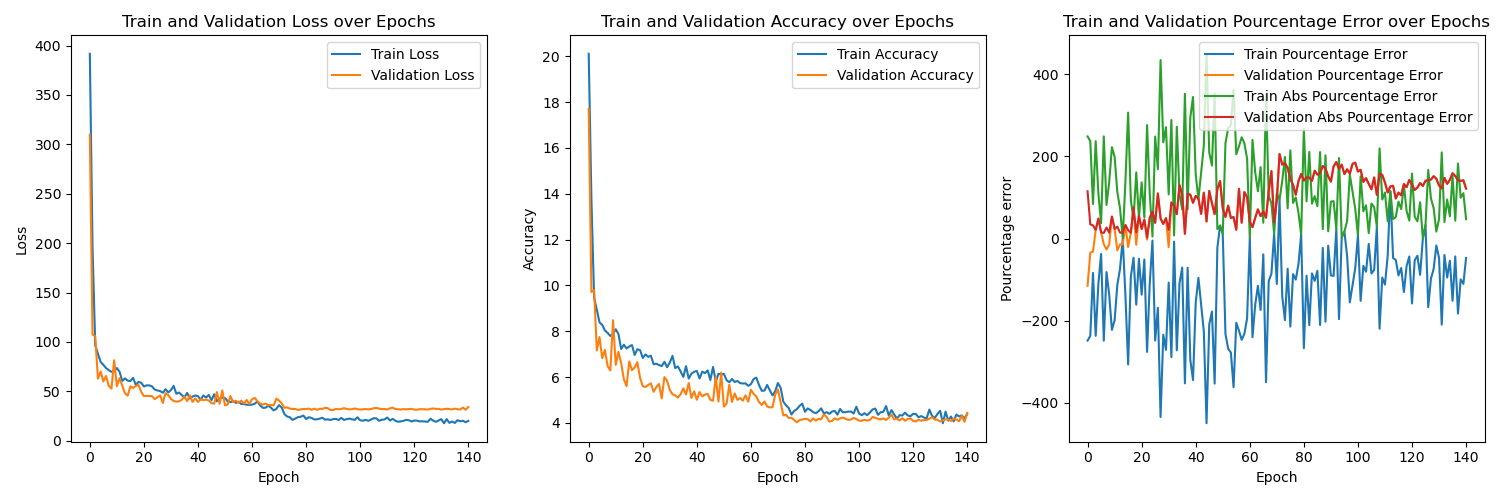 Train and Validation Loss over Epochs
Train Loss
Validation Loss
Loss
400
350
300
250
200
150
100
50
0
0 20 40 60 80 100 120 140
Epoch
Train and Validation Accuracy over Epochs
Train Accuracy
Validation Accuracy
Accuracy
20
18
16
14
12
10
8
6
4
0 20 40 60 80 100 120 140
Epoch
Train and Validation Pourcentage Error over Epochs
Train Pourcentage Error
Validation Pourcentage Error
Train Abs Pourcentage Error
Validation Abs Pourcentage Error
Pourcentage error
400
200
0
−200
−400
0 20 40 60 80 100 120 140
Epoch